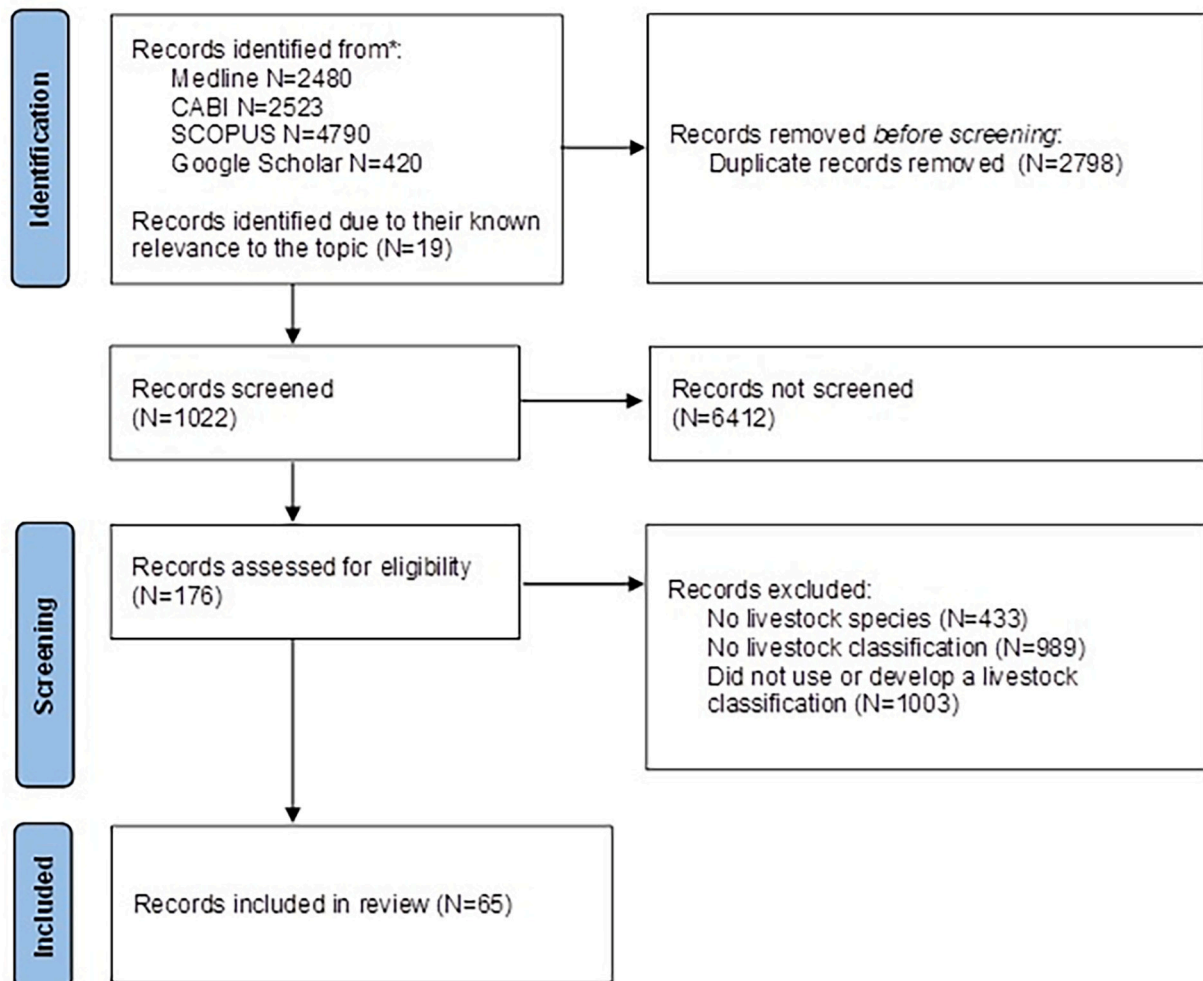 Identification
Records identified from*:
Medline N=2480
CABI N=2523
SCOPUS N=4790
Google Scholar N=420
Records identified due to their known
relevance to the topic (N=19)
Records removed before screening:
Duplicate records removed (N=2798)
Records screened
(N=1022)
Records not screened
(N=6412)
Screening
Records assessed for eligibility
(N=176)
Records excluded:
No livestock species (N=433)
No livestock classification (N=989)
Did not use or develop a livestock
classification (N=1003)
Included
Records included in review (N=65)